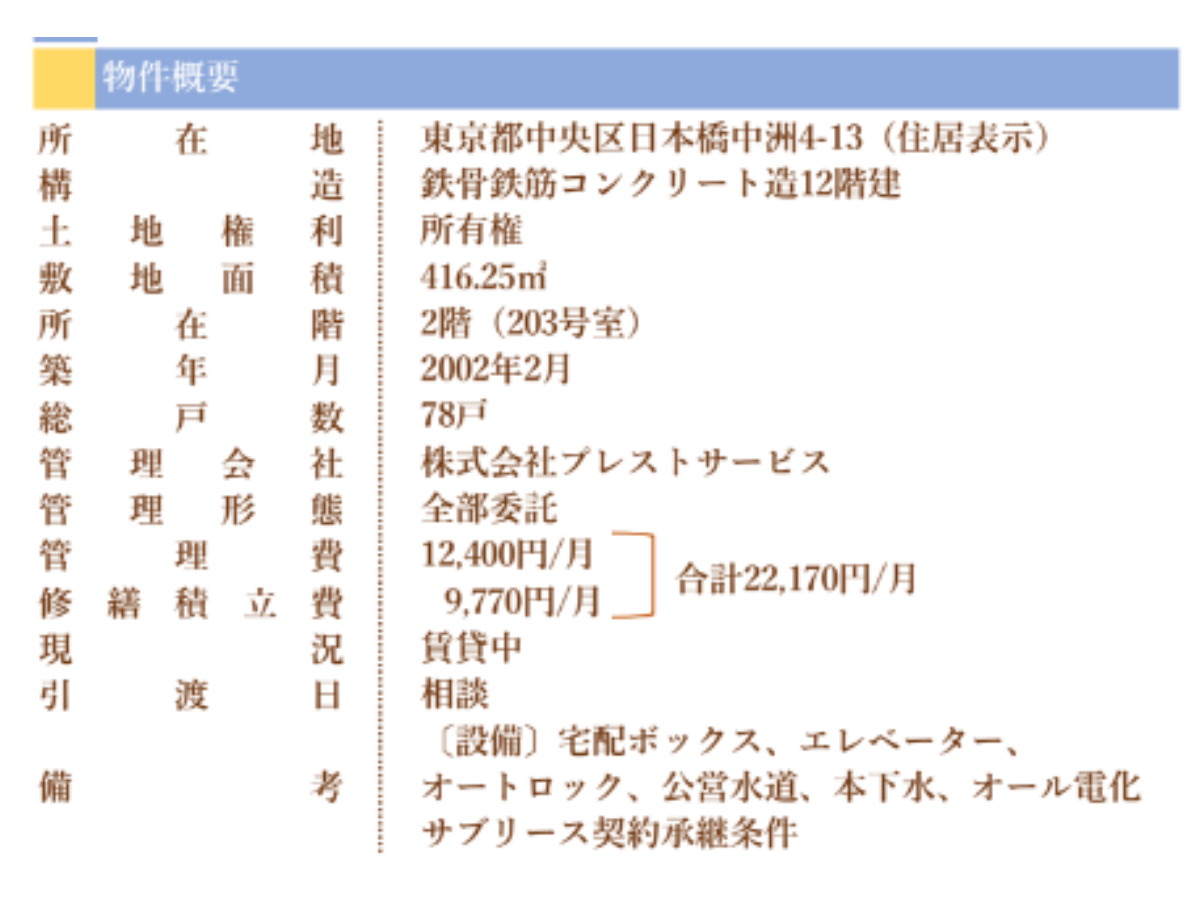 物件概要
所在地 東京都中央区日本橋中洲4-13（住居表示）
構造 鉄骨鉄筋コンクリート造12階建
土地権利 所有権
敷地面積 416.25㎡
所在階 2階（203号室）
築年月 2002年2月
総戸数 78戸
管理会社 株式会社プレストサービス
管理形態 全部委託
管理費 12,400円/月
合計22,170円/月
修繕積立費 9,770円/月
現況 賃貸中
引渡日 相談
〔設備〕宅配ボックス、エレベーター、
備考 オートロック、公営水道、本下水、オール電化
サブリース契約承継条件